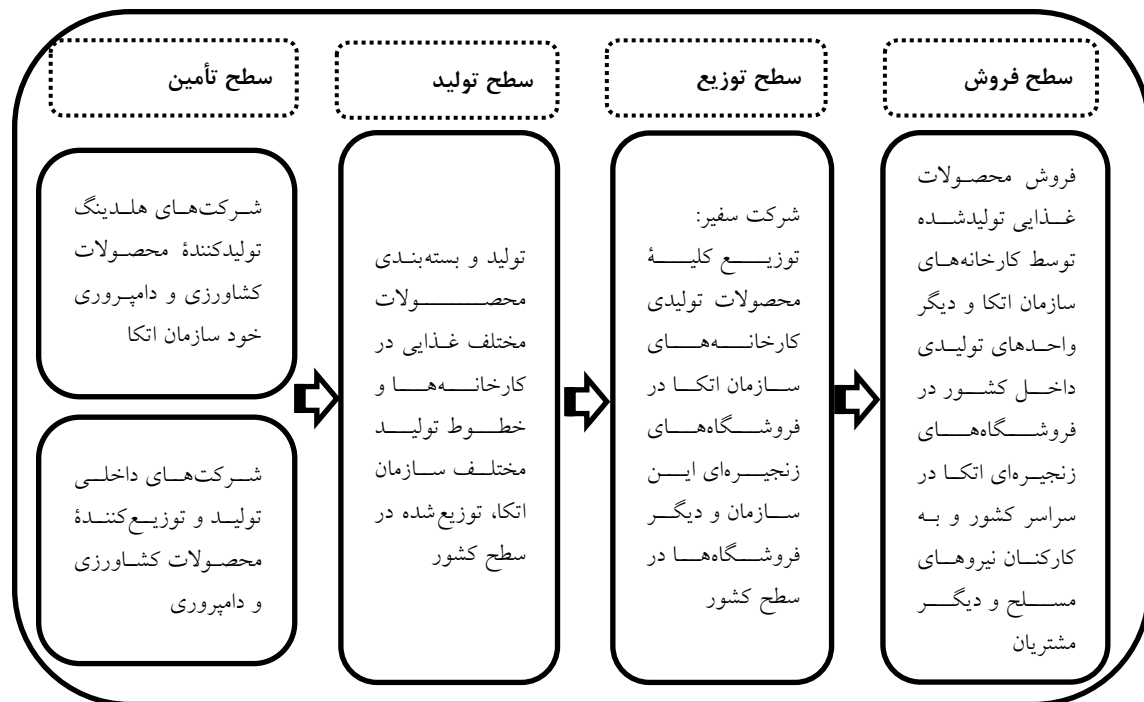 سطح تأمین
سطح تولید
سطح توزیع
سطح فروش
شرکت‌های هلدینگ
تولیدکنندهٔ محصولات
کشاورزی و دامپروری
خود سازمان اتکا
شرکت‌های داخلی
تولید و توزیع‌کنندهٔ
محصولات کشاورزی
و دامپروری
تولید و بسته‌بندی
محصولات
مختلف غذایی در
کارخانه‌ها و
خطوط تولید
مختلف سازمان
اتکا، توزیع‌شده در
سطح کشور
شرکت سفیر:
توزیع کلیهٔ
محصولات تولیدی
کارخانه‌های
سازمان اتکا در
فروشگاه‌های
زنجیره‌ای این
سازمان و دیگر
فروشگاه‌ها در
سطح کشور
فروش محصولات
غذایی تولیدشده
توسط کارخانه‌های
سازمان اتکا و دیگر
واحدهای تولیدی
داخل کشور در
فروشگاه‌های
زنجیره‌ای اتکا در
سراسر کشور و به
کارکنان نیروهای
مسلح و دیگر
مشتریان